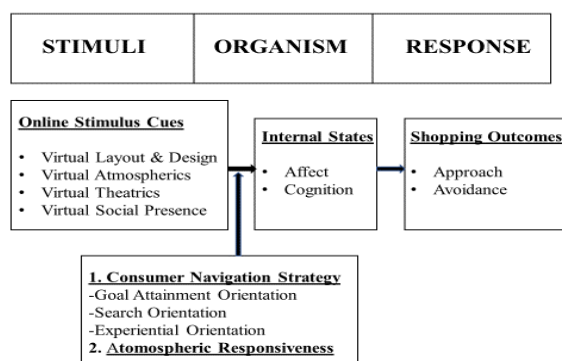 STIMULI ORGANISM RESPONSE
Online Stimulus Cues
• Virtual Layout & Design
• Virtual Atmospherics
• Virtual Theatrics
• Virtual Social Presence
Internal States
• Affect
• Cognition
Shopping Outcomes
• Approach
• Avoidance
1. Consumer Navigation Strategy
-Goal Attainment Orientation
-Search Orientation
-Experiential Orientation
2. Atomospheric Responsiveness